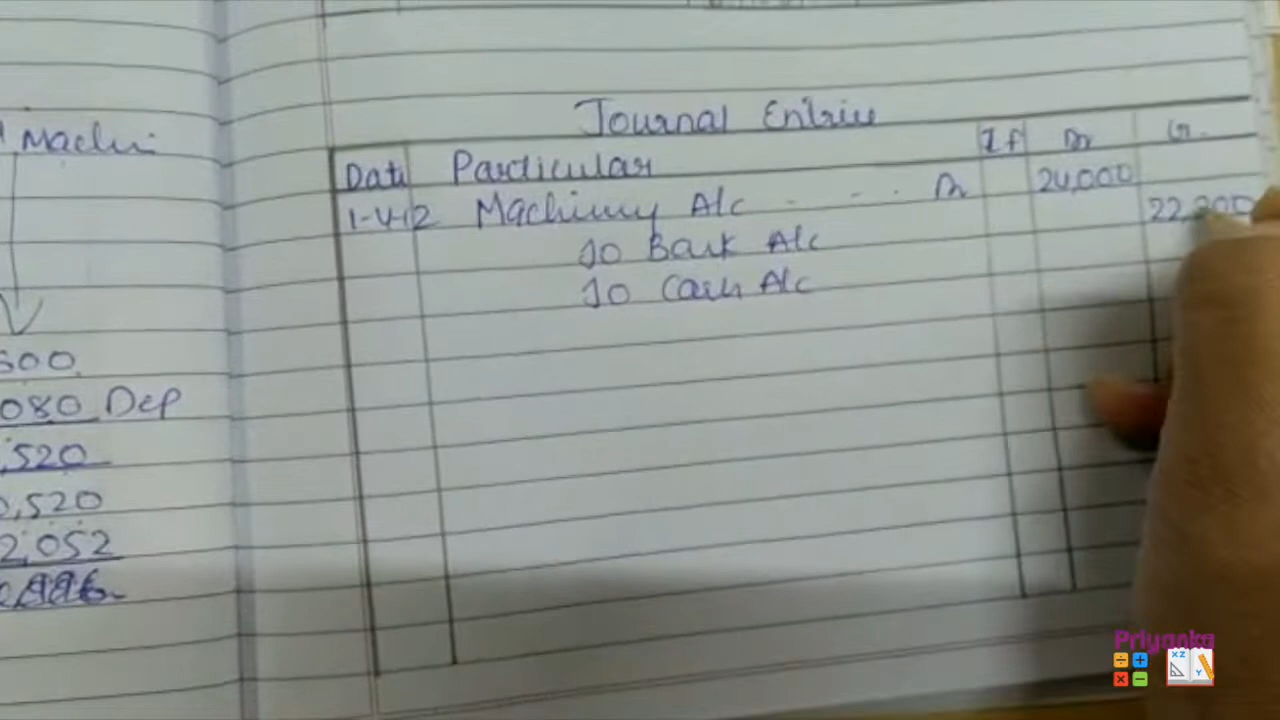 Machi
600
080 Dep
,520
,520
2,052
Journal Entries
Date Particular Lf Dr Cr.
1-4-12 Machinery A/c - - . Dr 24,000
To Bank A/c 22,200
To Cash A/c
Priyanka